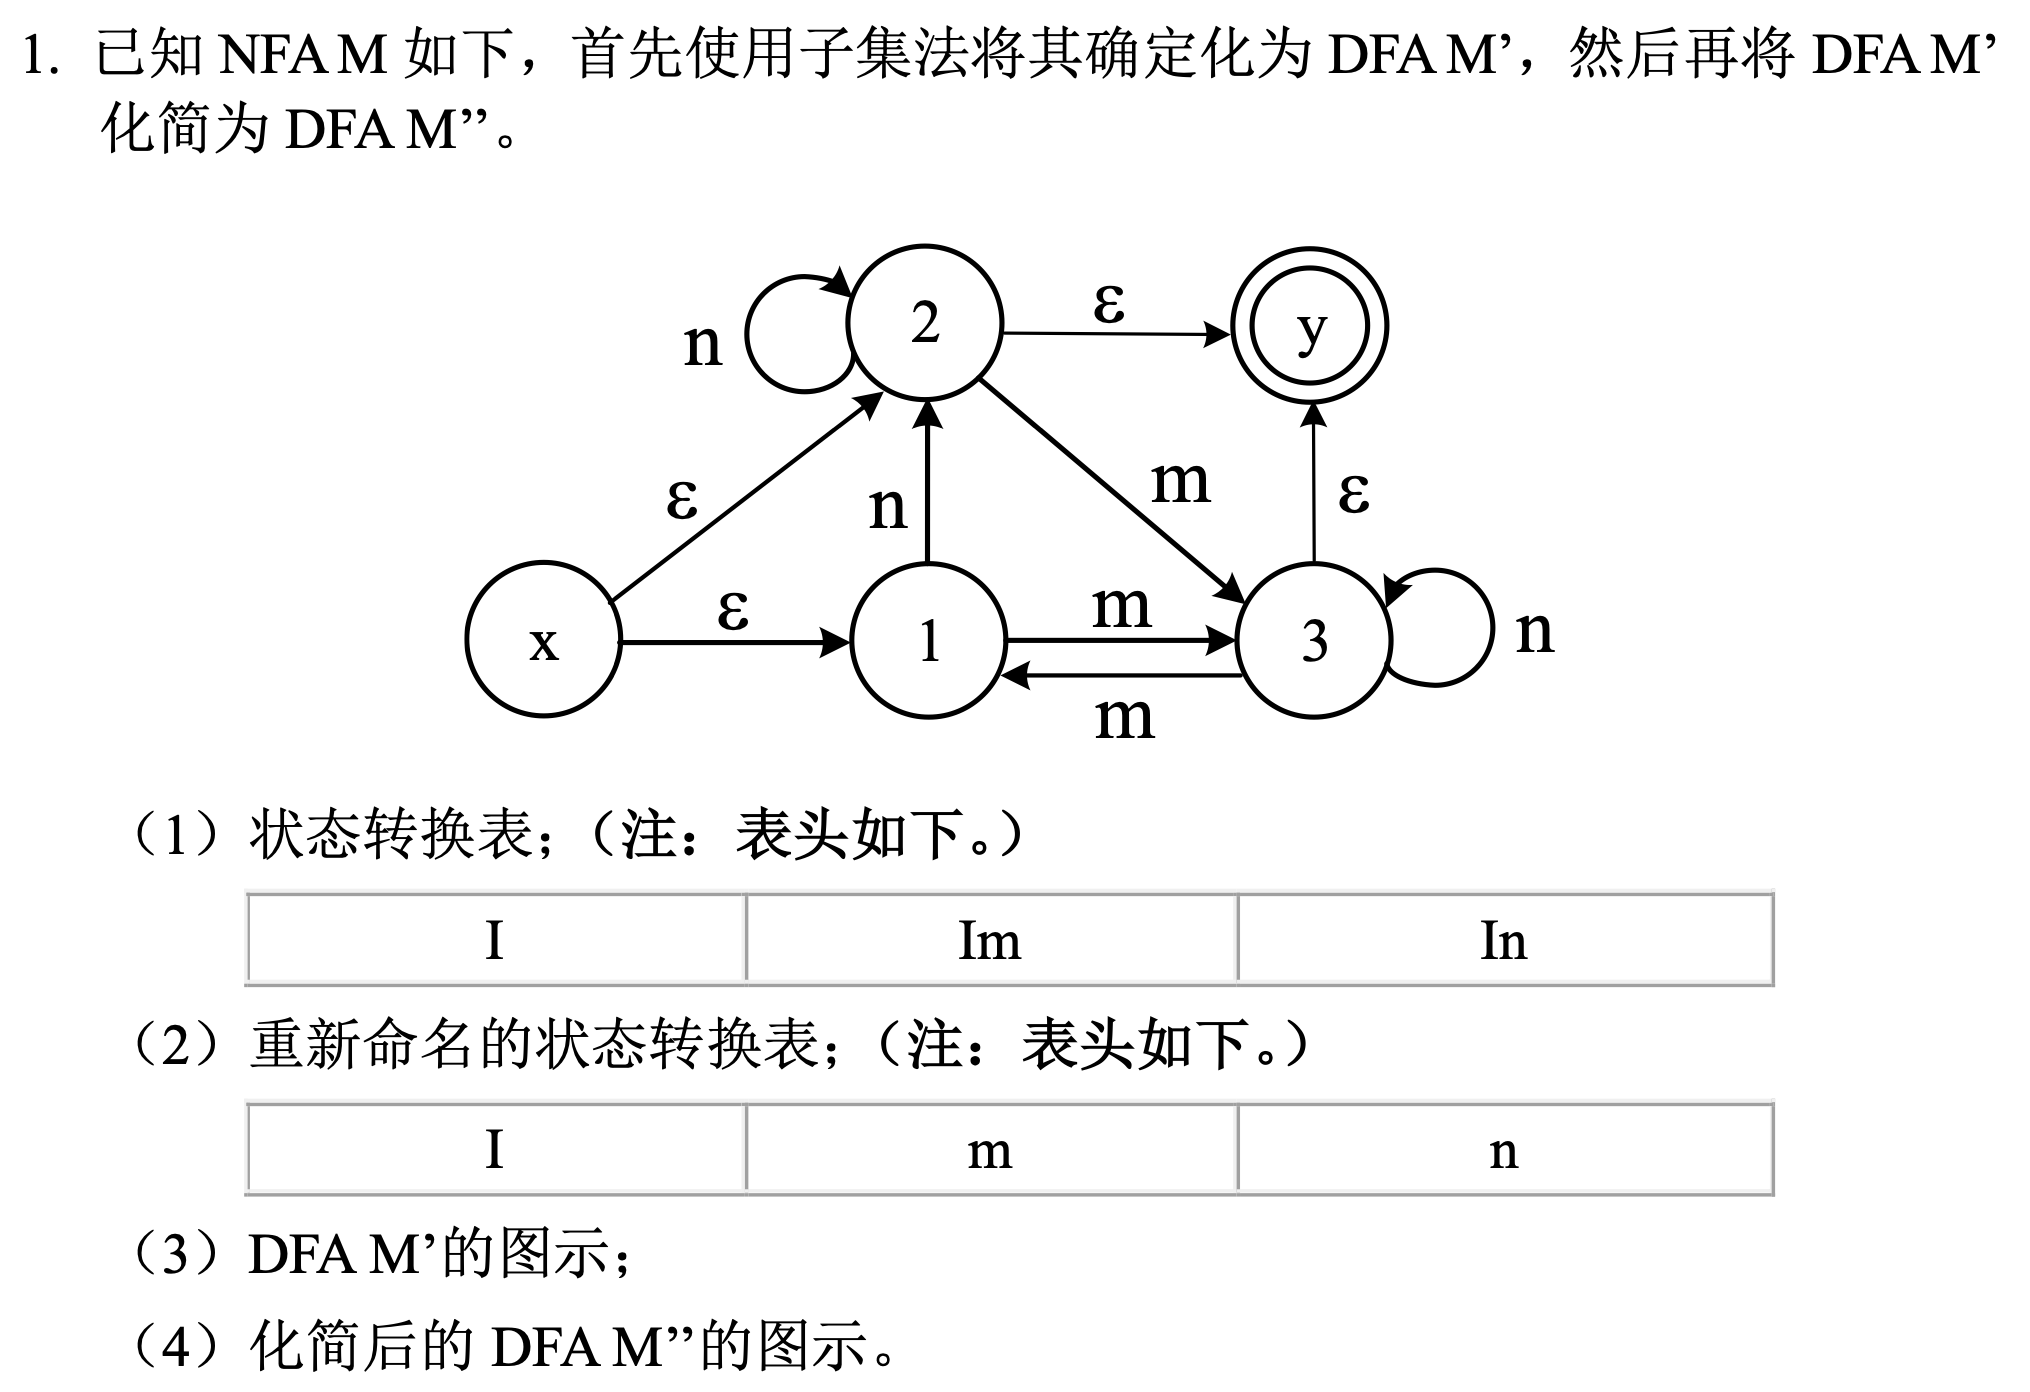 1. 已知 NFA M 如下，首先使用子集法将其确定化为 DFA M’，然后再将 DFA M’
化简为 DFA M’’。
2
ε
y
n
ε
n
m
ε
x
ε
1
m
3
n
m
（1）状态转换表；（注：表头如下。）
I Im In
（2）重新命名的状态转换表；（注：表头如下。）
I m n
（3）DFA M’的图示；
（4）化简后的 DFA M’’的图示。